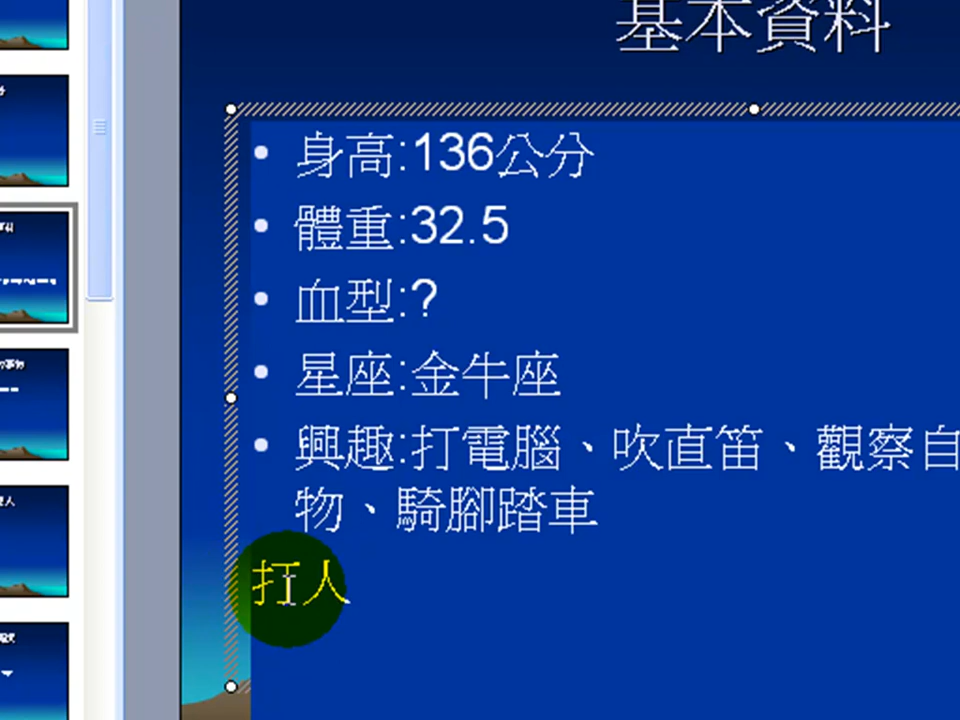 基本資料
身高:136公分
體重:32.5
血型:?
星座:金牛座
興趣:打電腦、吹直笛、觀察自
物、騎腳踏車
打人